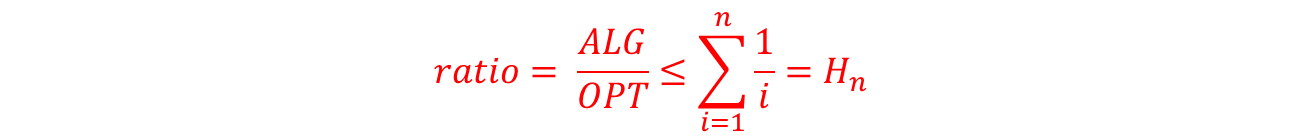 ratio = ALG/OPT ≤ ∑_{i=1}^{n} 1/i = H_n